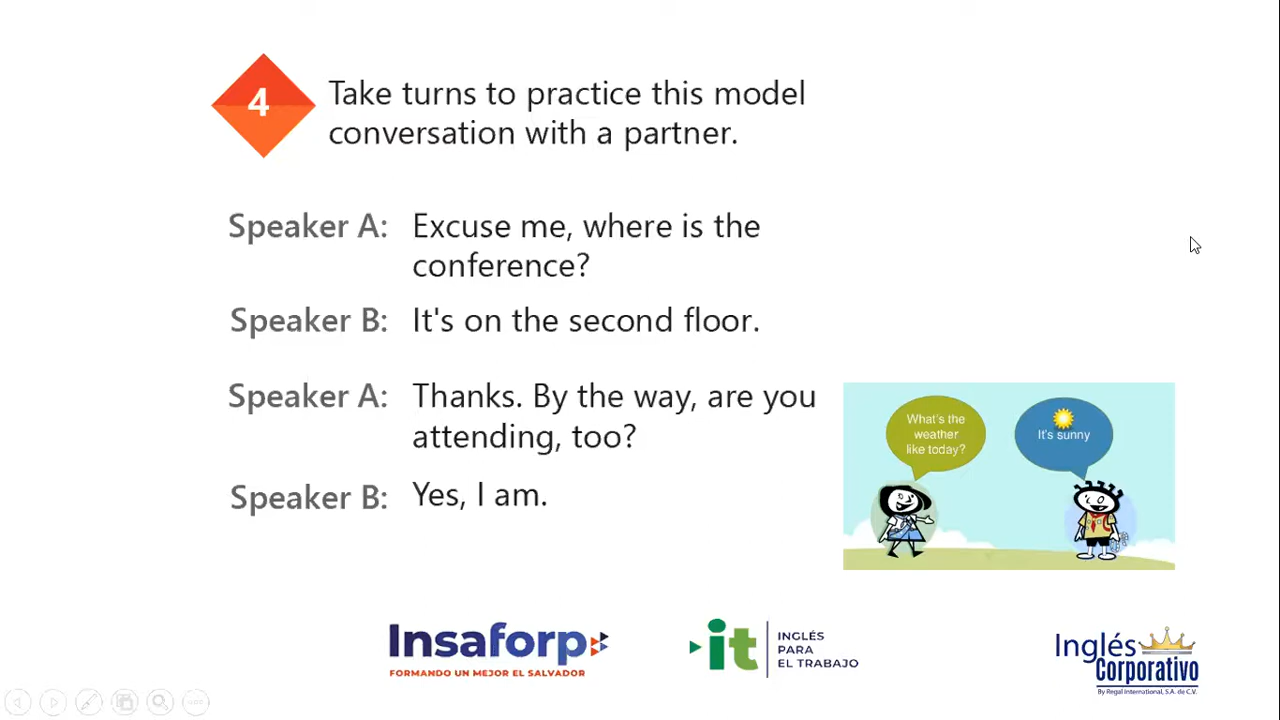 4
Take turns to practice this model
conversation with a partner.
Speaker A: Excuse me, where is the
conference?
Speaker B: It's on the second floor.
Speaker A: Thanks. By the way, are you
attending, too?
Speaker B: Yes, I am.
What's the
weather
like today?
It's sunny
Insaforp
FORMANDO UN MEJOR EL SALVADOR
it
INGLÉS
PARA
EL TRABAJO
Inglés
Corporativo
By Regal International, S.A. de C.V.